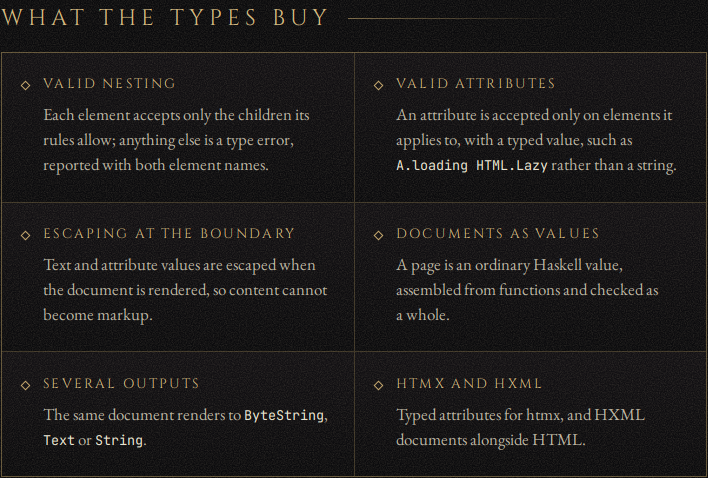 WHAT THE TYPES BUY
VALID NESTING
Each element accepts only the children its
rules allow; anything else is a type error,
reported with both element names.
VALID ATTRIBUTES
An attribute is accepted only on elements it
applies to, with a typed value, such as
A.loading HTML.Lazy rather than a string.
ESCAPING AT THE BOUNDARY
Text and attribute values are escaped when
the document is rendered, so content cannot
become markup.
DOCUMENTS AS VALUES
A page is an ordinary Haskell value,
assembled from functions and checked as
a whole.
SEVERAL OUTPUTS
The same document renders to ByteString,
Text or String.
HTMX AND HXML
Typed attributes for htmx, and HXML
documents alongside HTML.